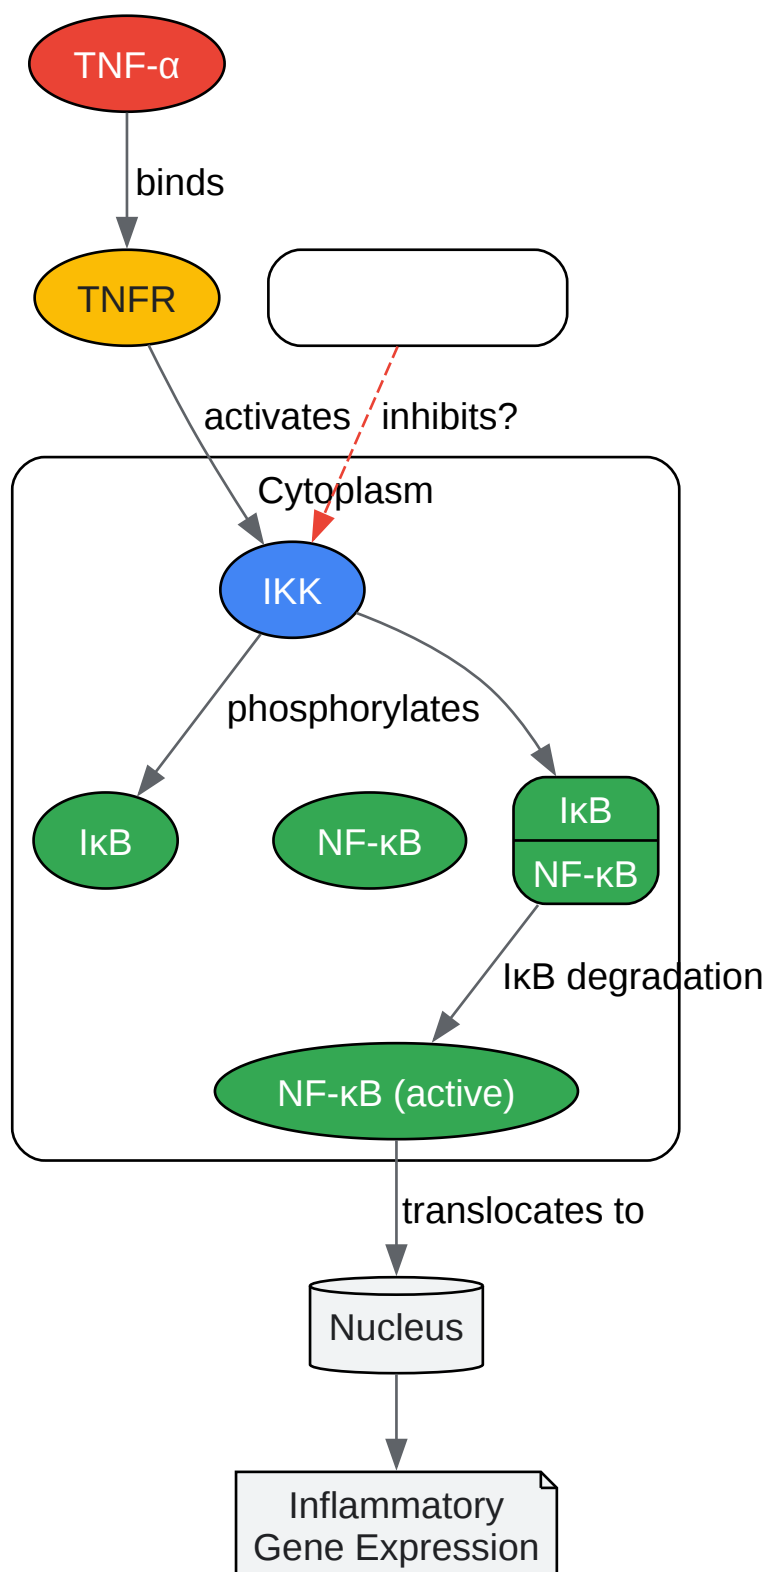 TNF-α
binds
TNFR
activates
inhibits?
Cytoplasm
IKK
phosphorylates
IκB
NF-κB
IκB
NF-κB
IκB degradation
NF-κB (active)
translocates to
Nucleus
Inflammatory
Gene Expression